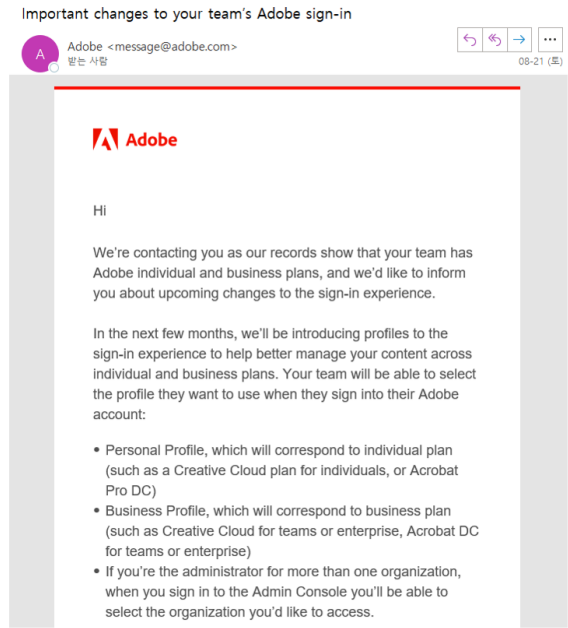 Important changes to your team's Adobe sign-in
A
Adobe <message@adobe.com>
받는 사람
08-21 (토)
Adobe
Hi
We're contacting you as our records show that your team has
Adobe individual and business plans, and we'd like to inform
you about upcoming changes to the sign-in experience.
In the next few months, we'll be introducing profiles to the
sign-in experience to help better manage your content across
individual and business plans. Your team will be able to select
the profile they want to use when they sign into their Adobe
account:
• Personal Profile, which will correspond to individual plan
(such as a Creative Cloud plan for individuals, or Acrobat
Pro DC)
• Business Profile, which will correspond to business plan
(such as Creative Cloud for teams or enterprise, Acrobat DC
for teams or enterprise)
• If you're the administrator for more than one organization,
when you sign in to the Admin Console you'll be able to
select the organization you'd like to access.